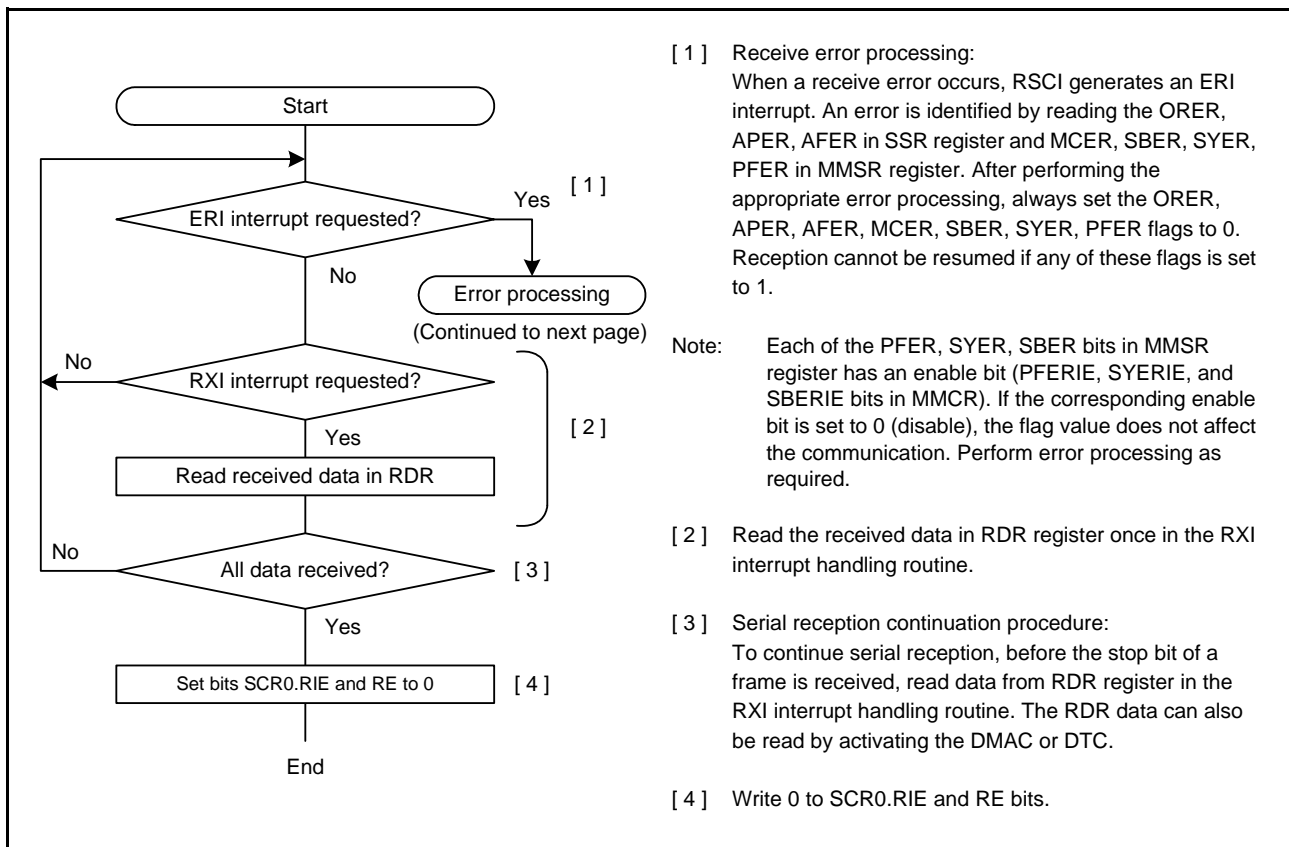 Start
ERI interrupt requested?
Yes
[ 1 ]
No
Error processing
(Continued to next page)
No
RXI interrupt requested?
[ 2 ]
Yes
Read received data in RDR
No
All data received?
[ 3 ]
Yes
Set bits SCR0.RIE and RE to 0
[ 4 ]
End
[ 1 ] Receive error processing:
When a receive error occurs, RSCI generates an ERI
interrupt. An error is identified by reading the ORER,
APER, AFER in SSR register and MCER, SBER, SYER,
PFER in MMSR register. After performing the
appropriate error processing, always set the ORER,
APER, AFER, MCER, SBER, SYER, PFER flags to 0.
Reception cannot be resumed if any of these flags is set
to 1.
Note: Each of the PFER, SYER, SBER bits in MMSR
register has an enable bit (PFERIE, SYERIE, and
SBERIE bits in MMCR). If the corresponding enable
bit is set to 0 (disable), the flag value does not affect
the communication. Perform error processing as
required.
[ 2 ] Read the received data in RDR register once in the RXI
interrupt handling routine.
[ 3 ] Serial reception continuation procedure:
To continue serial reception, before the stop bit of a
frame is received, read data from RDR register in the
RXI interrupt handling routine. The RDR data can also
be read by activating the DMAC or DTC.
[ 4 ] Write 0 to SCR0.RIE and RE bits.